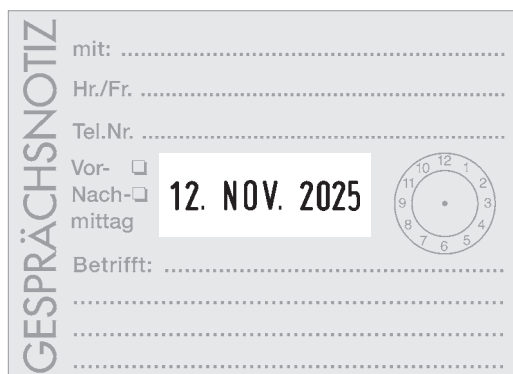 GESPRÄCHSNOTIZ
mit: ..................................................
Hr./Fr. ..................................................
Tel.Nr. ..................................................
Vor- ❏
Nach-❏
mittag
12. NOV. 2025
12 1 2 3 4 5 6 7 8 9 10 11
Betrifft: ..................................................